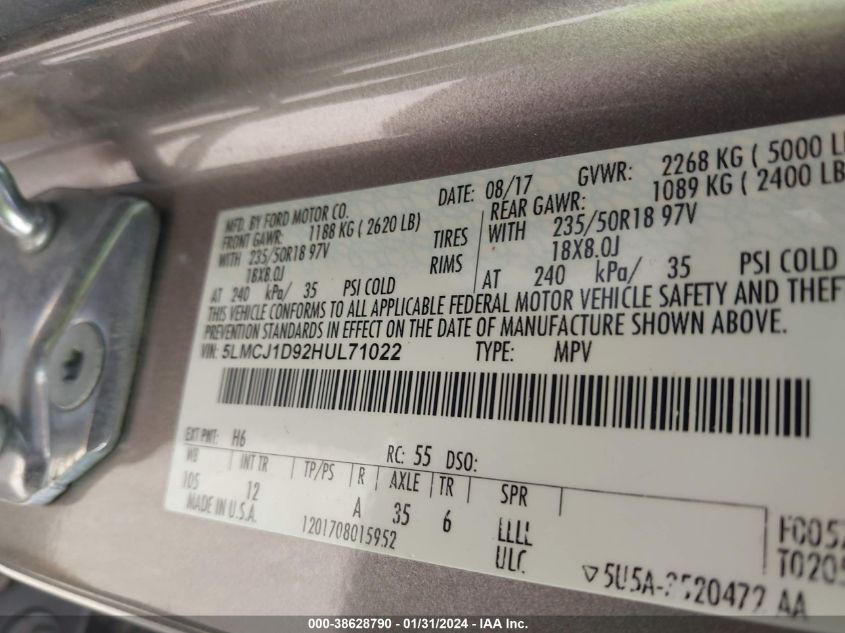 MFD. BY FORD MOTOR CO.
DATE: 08/17 GVWR: 2268 KG ( 5000 L
FRONT GAWR: 1188 KG ( 2620 LB)
REAR GAWR: 1089 KG ( 2400 LB
WITH 235/50R18 97V TIRES WITH 235/50R18 97V
18X8.0J RIMS 18X8.0J
AT 240 kPa/ 35 PSI COLD AT 240 kPa/ 35 PSI COLD
THIS VEHICLE CONFORMS TO ALL APPLICABLE FEDERAL MOTOR VEHICLE SAFETY AND THEFT
PREVENTION STANDARDS IN EFFECT ON THE DATE OF MANUFACTURE SHOWN ABOVE.
VIN: 5LMCJ1D92HUL71022 TYPE: MPV
EXT PNT: H6 RC: 55 DSO:
WB INT TR TP/PS R AXLE TR SPR
105 12 A 35 6 LLLL
MADE IN U.S.A. ULC
1201708015952
▽5U5A-3520472 AA
000-38628790 - 01/31/2024 - IAA Inc.